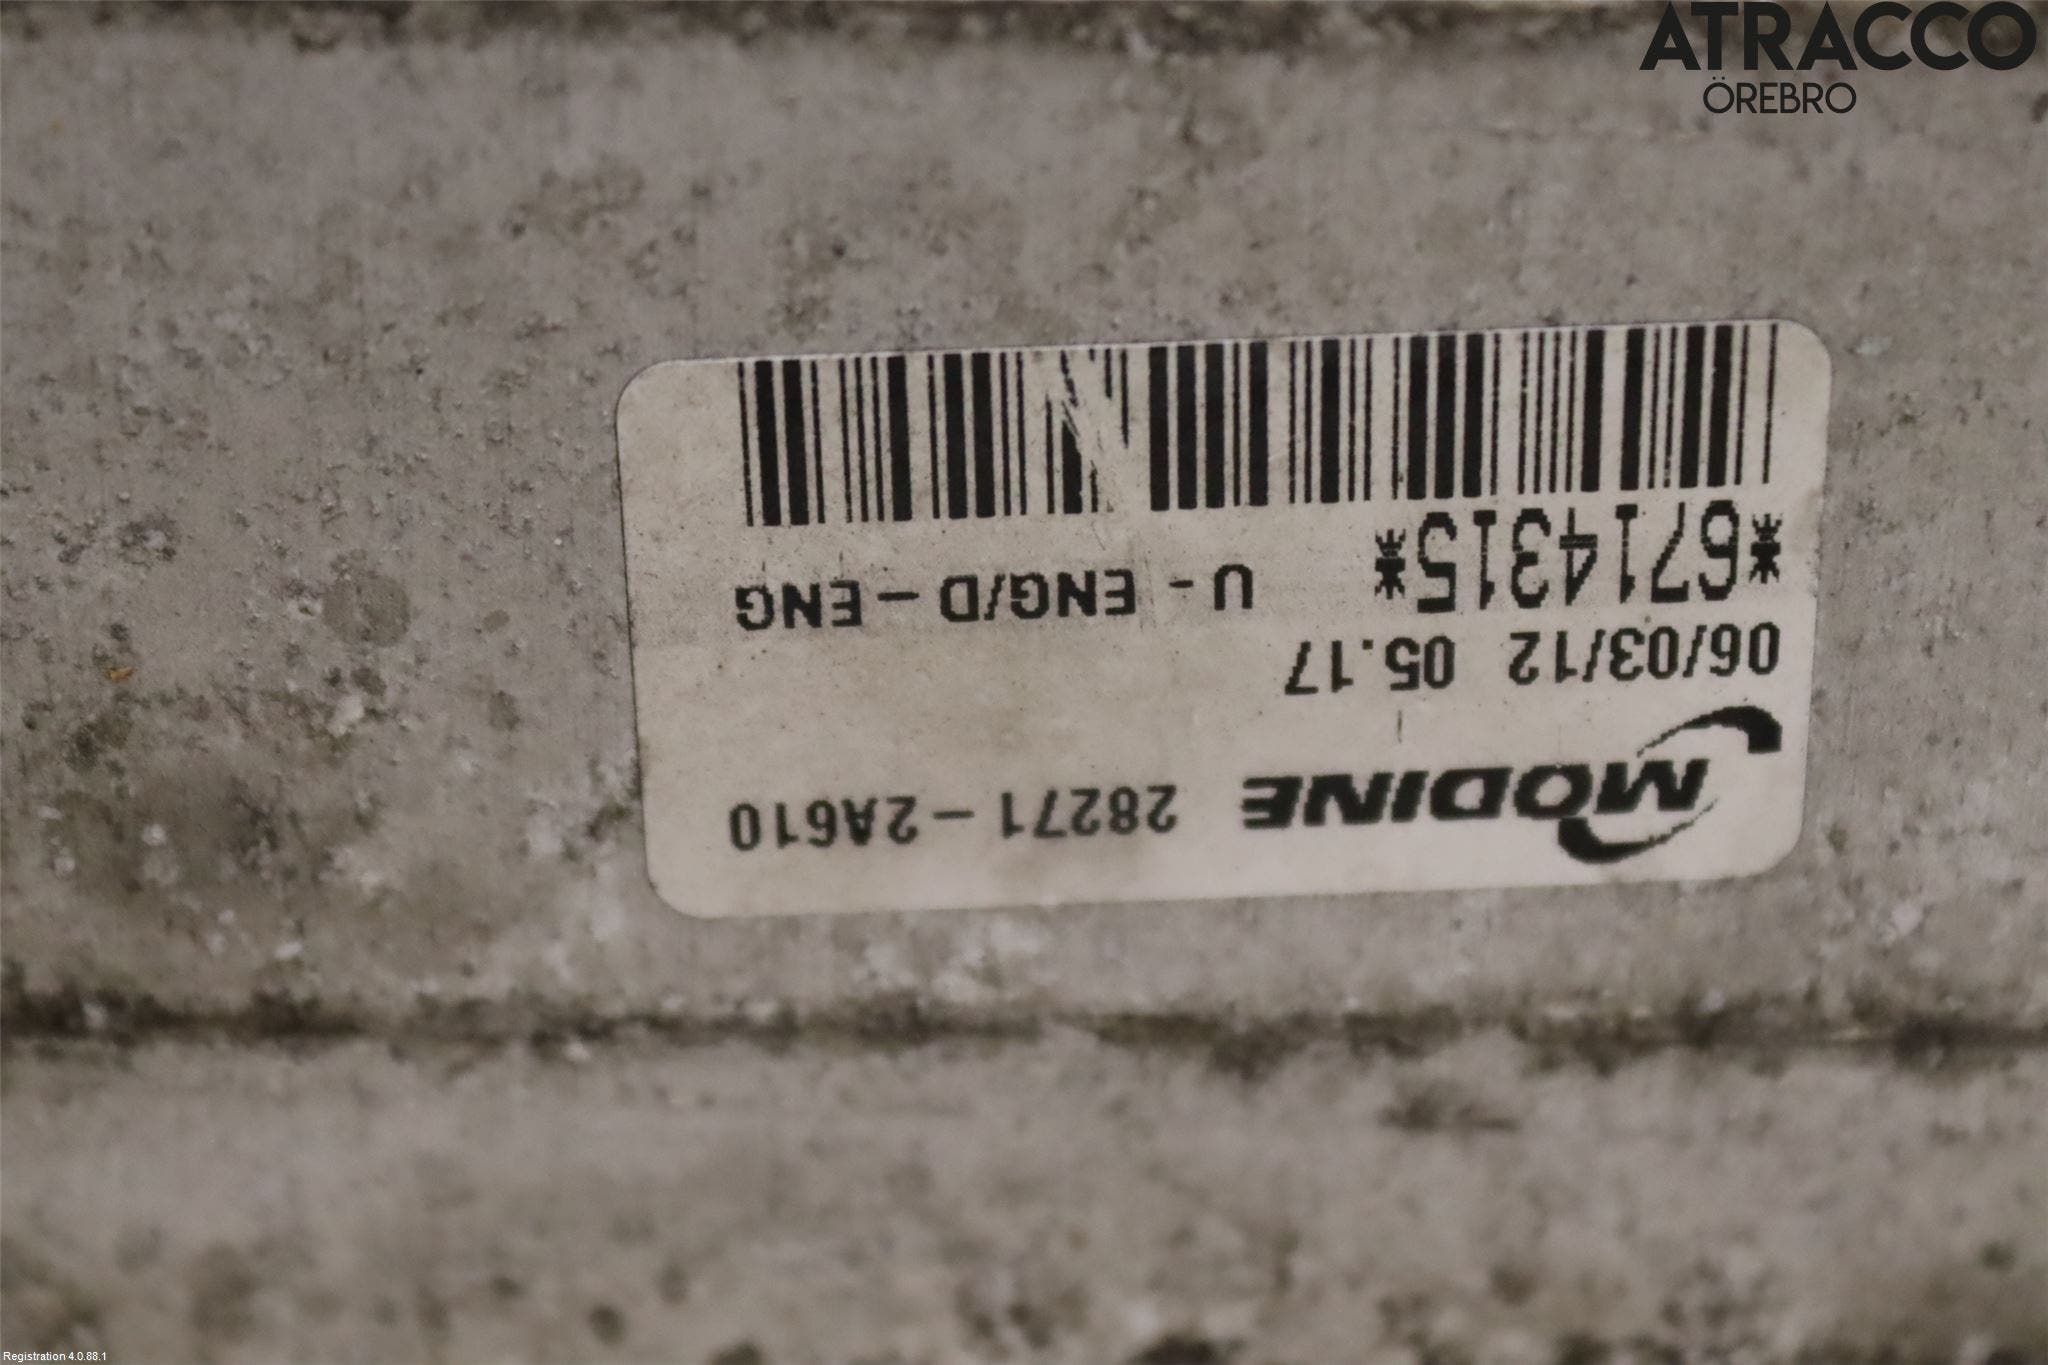 ATRACCO
ÖREBRO
MODINE 28271-2A610
06/03/12 05.17
*6714315* U - ENG/D - ENG
Registration 4.0.88.1